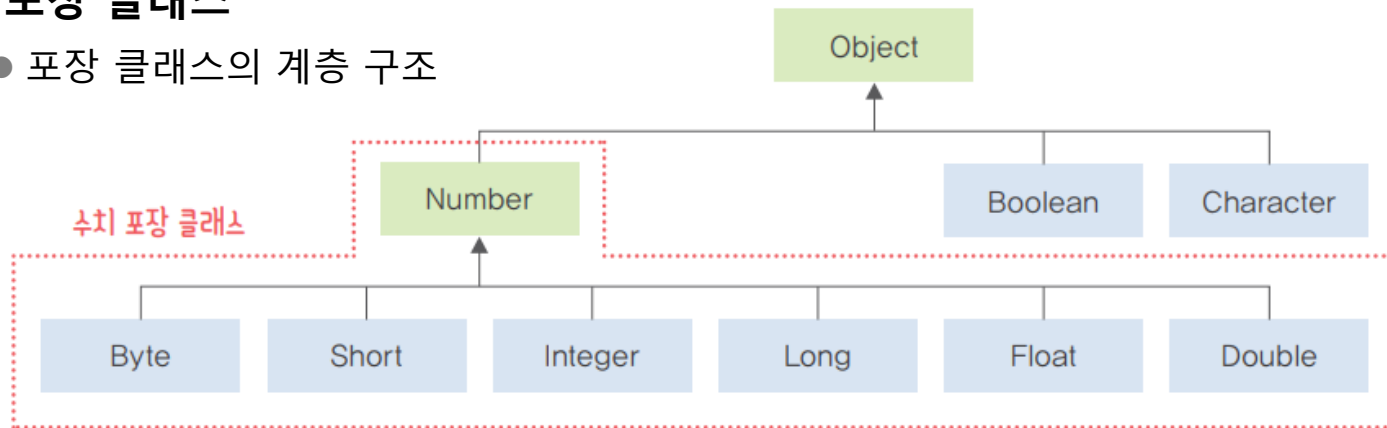 포장 클래스
● 포장 클래스의 계층 구조
Object
Number
Boolean
Character
수치 포장 클래스
Byte
Short
Integer
Long
Float
Double